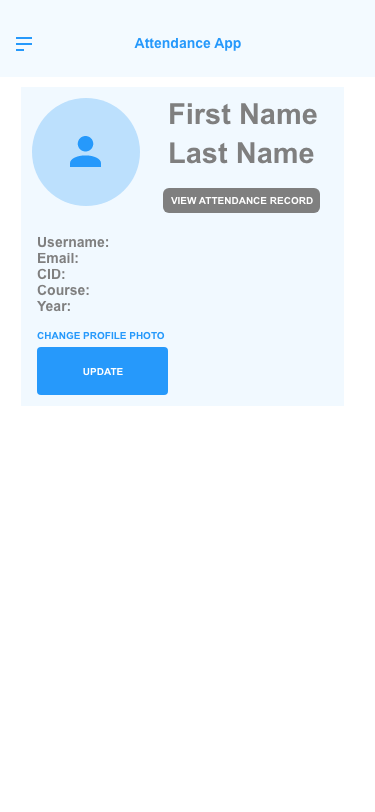 Attendance App
First Name
Last Name
VIEW ATTENDANCE RECORD
Username:
Email:
CID:
Course:
Year:
CHANGE PROFILE PHOTO
UPDATE